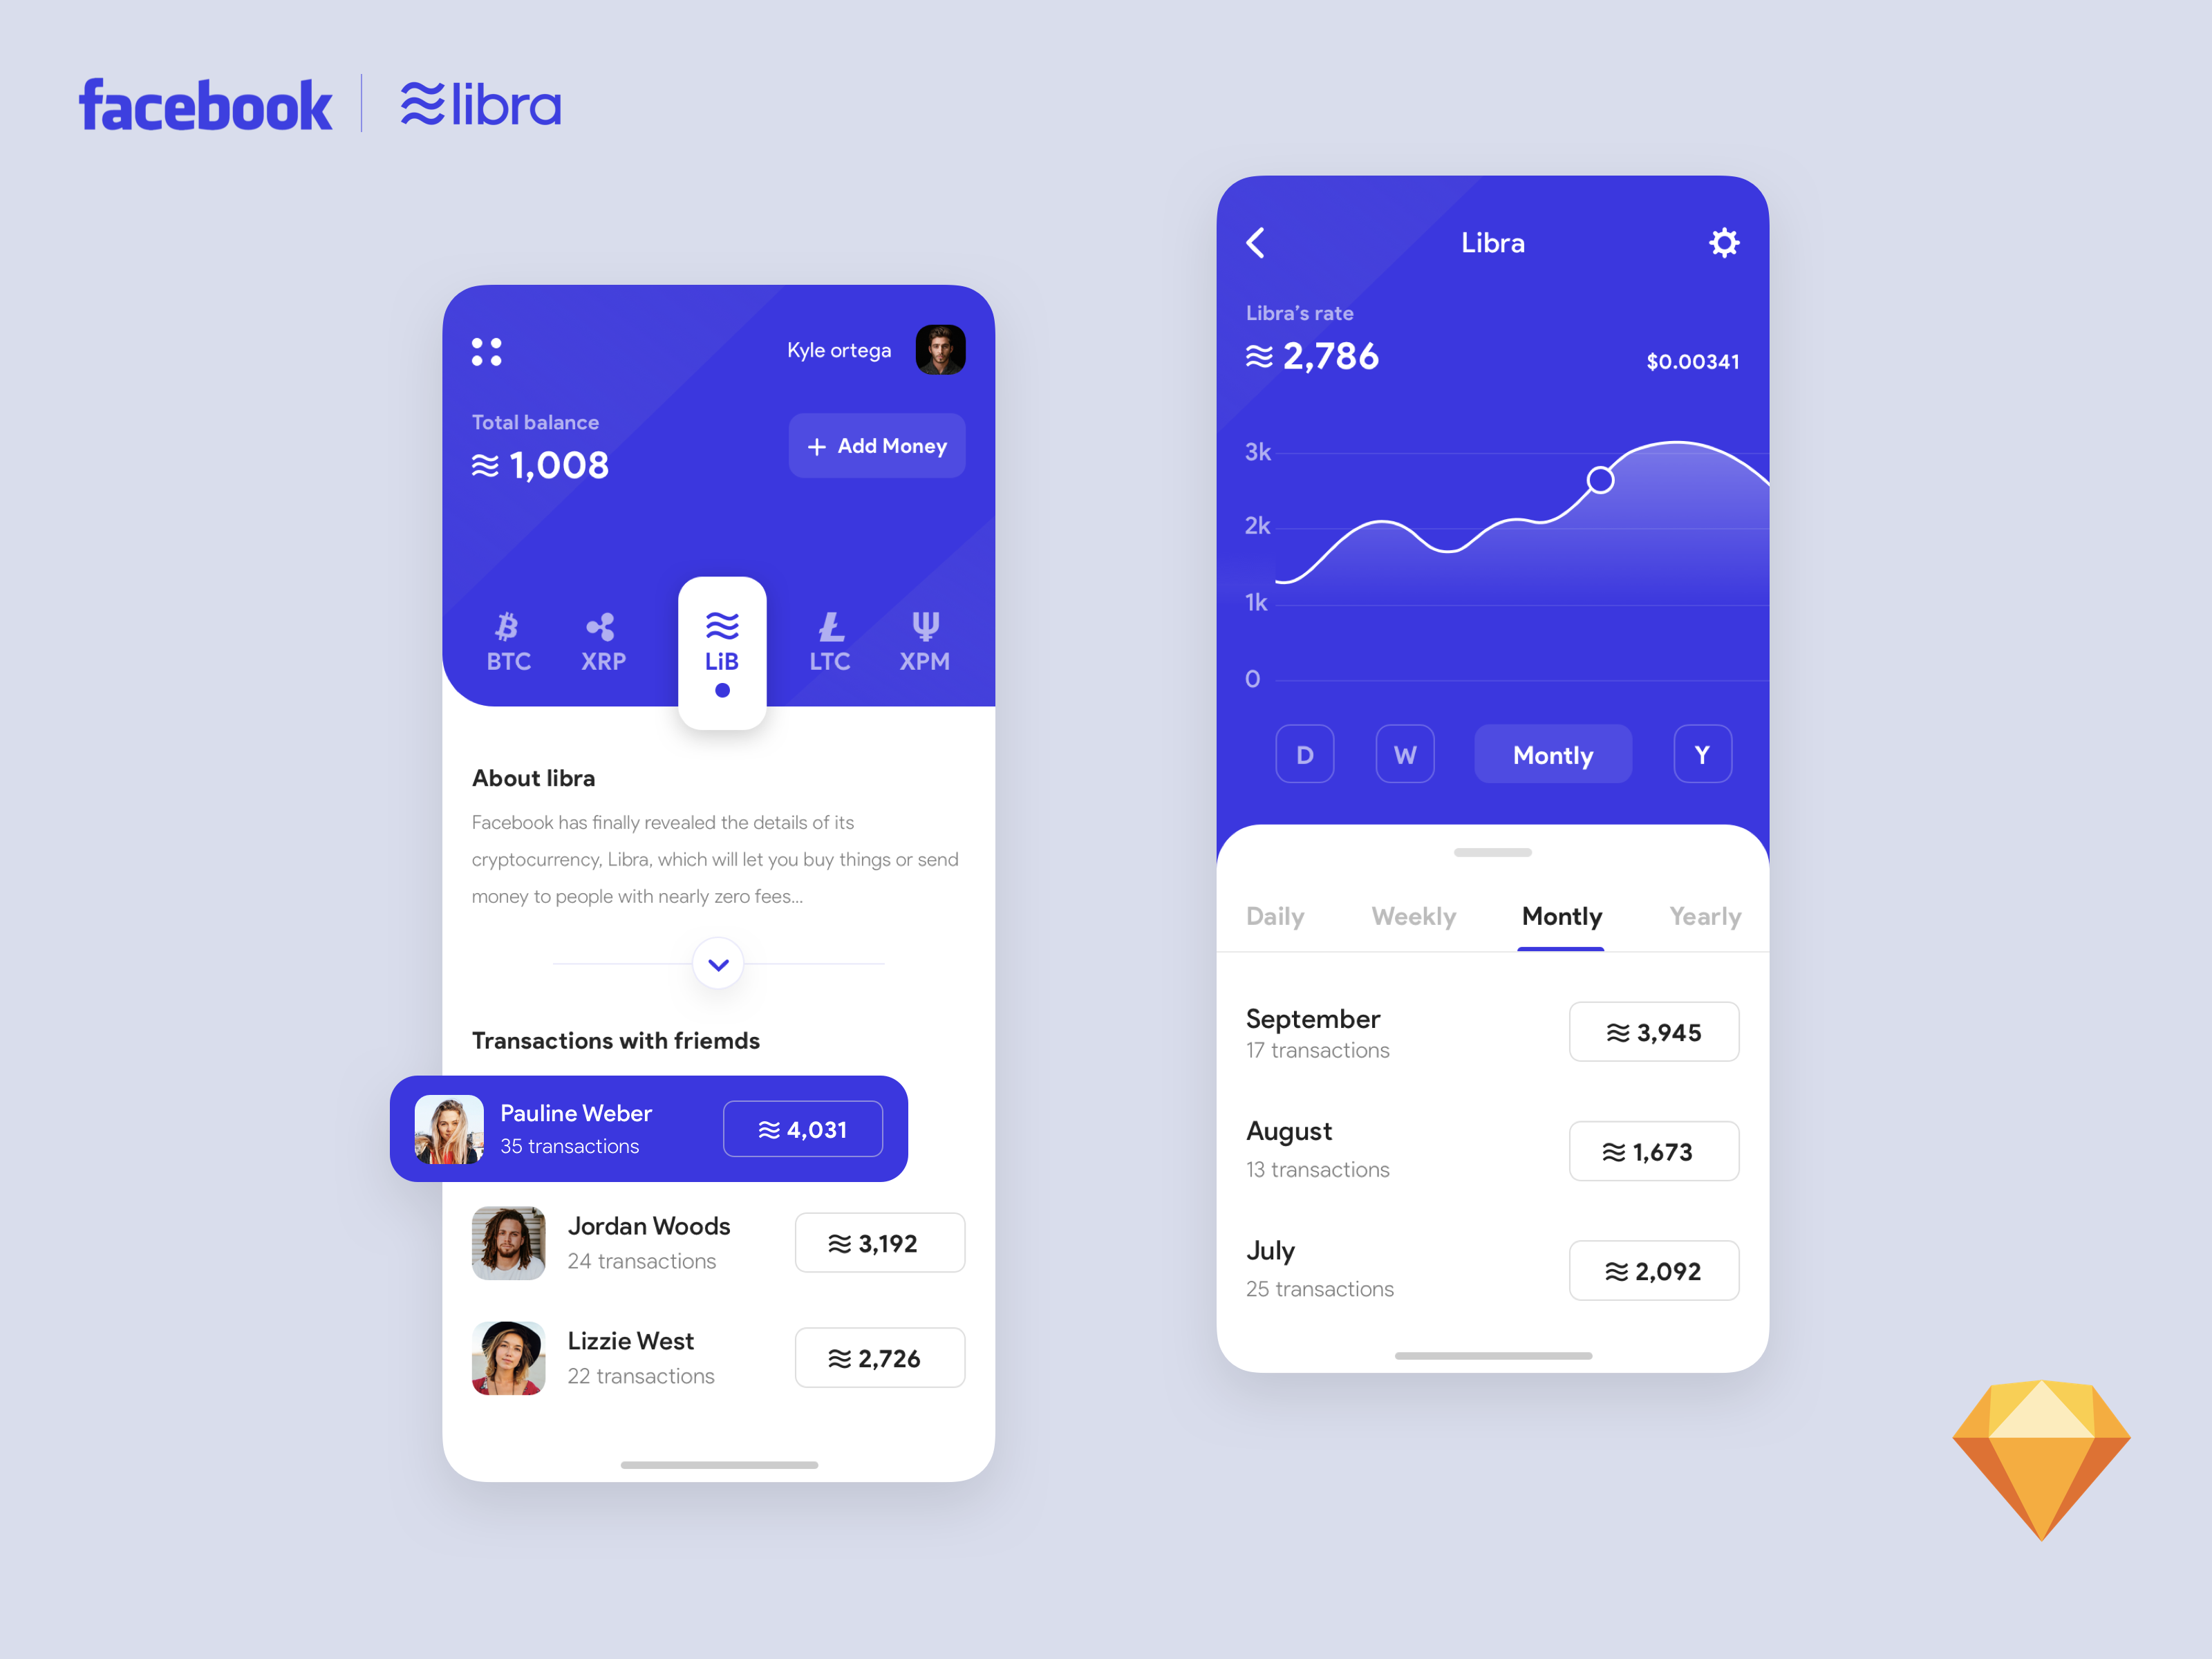 facebook
libra
Kyle ortega
Total balance
1,008
+ Add Money
BTC
XRP
LiB
LTC
XPM
About libra
Facebook has finally revealed the details of its
cryptocurrency, Libra, which will let you buy things or send
money to people with nearly zero fees...
Transactions with friemds
Pauline Weber
35 transactions
4,031
Jordan Woods
24 transactions
3,192
Lizzie West
22 transactions
2,726
Libra
Libra's rate
2,786
$0.00341
3k
2k
1k
0
D
W
Montly
Y
Daily
Weekly
Montly
Yearly
September
17 transactions
3,945
August
13 transactions
1,673
July
25 transactions
2,092